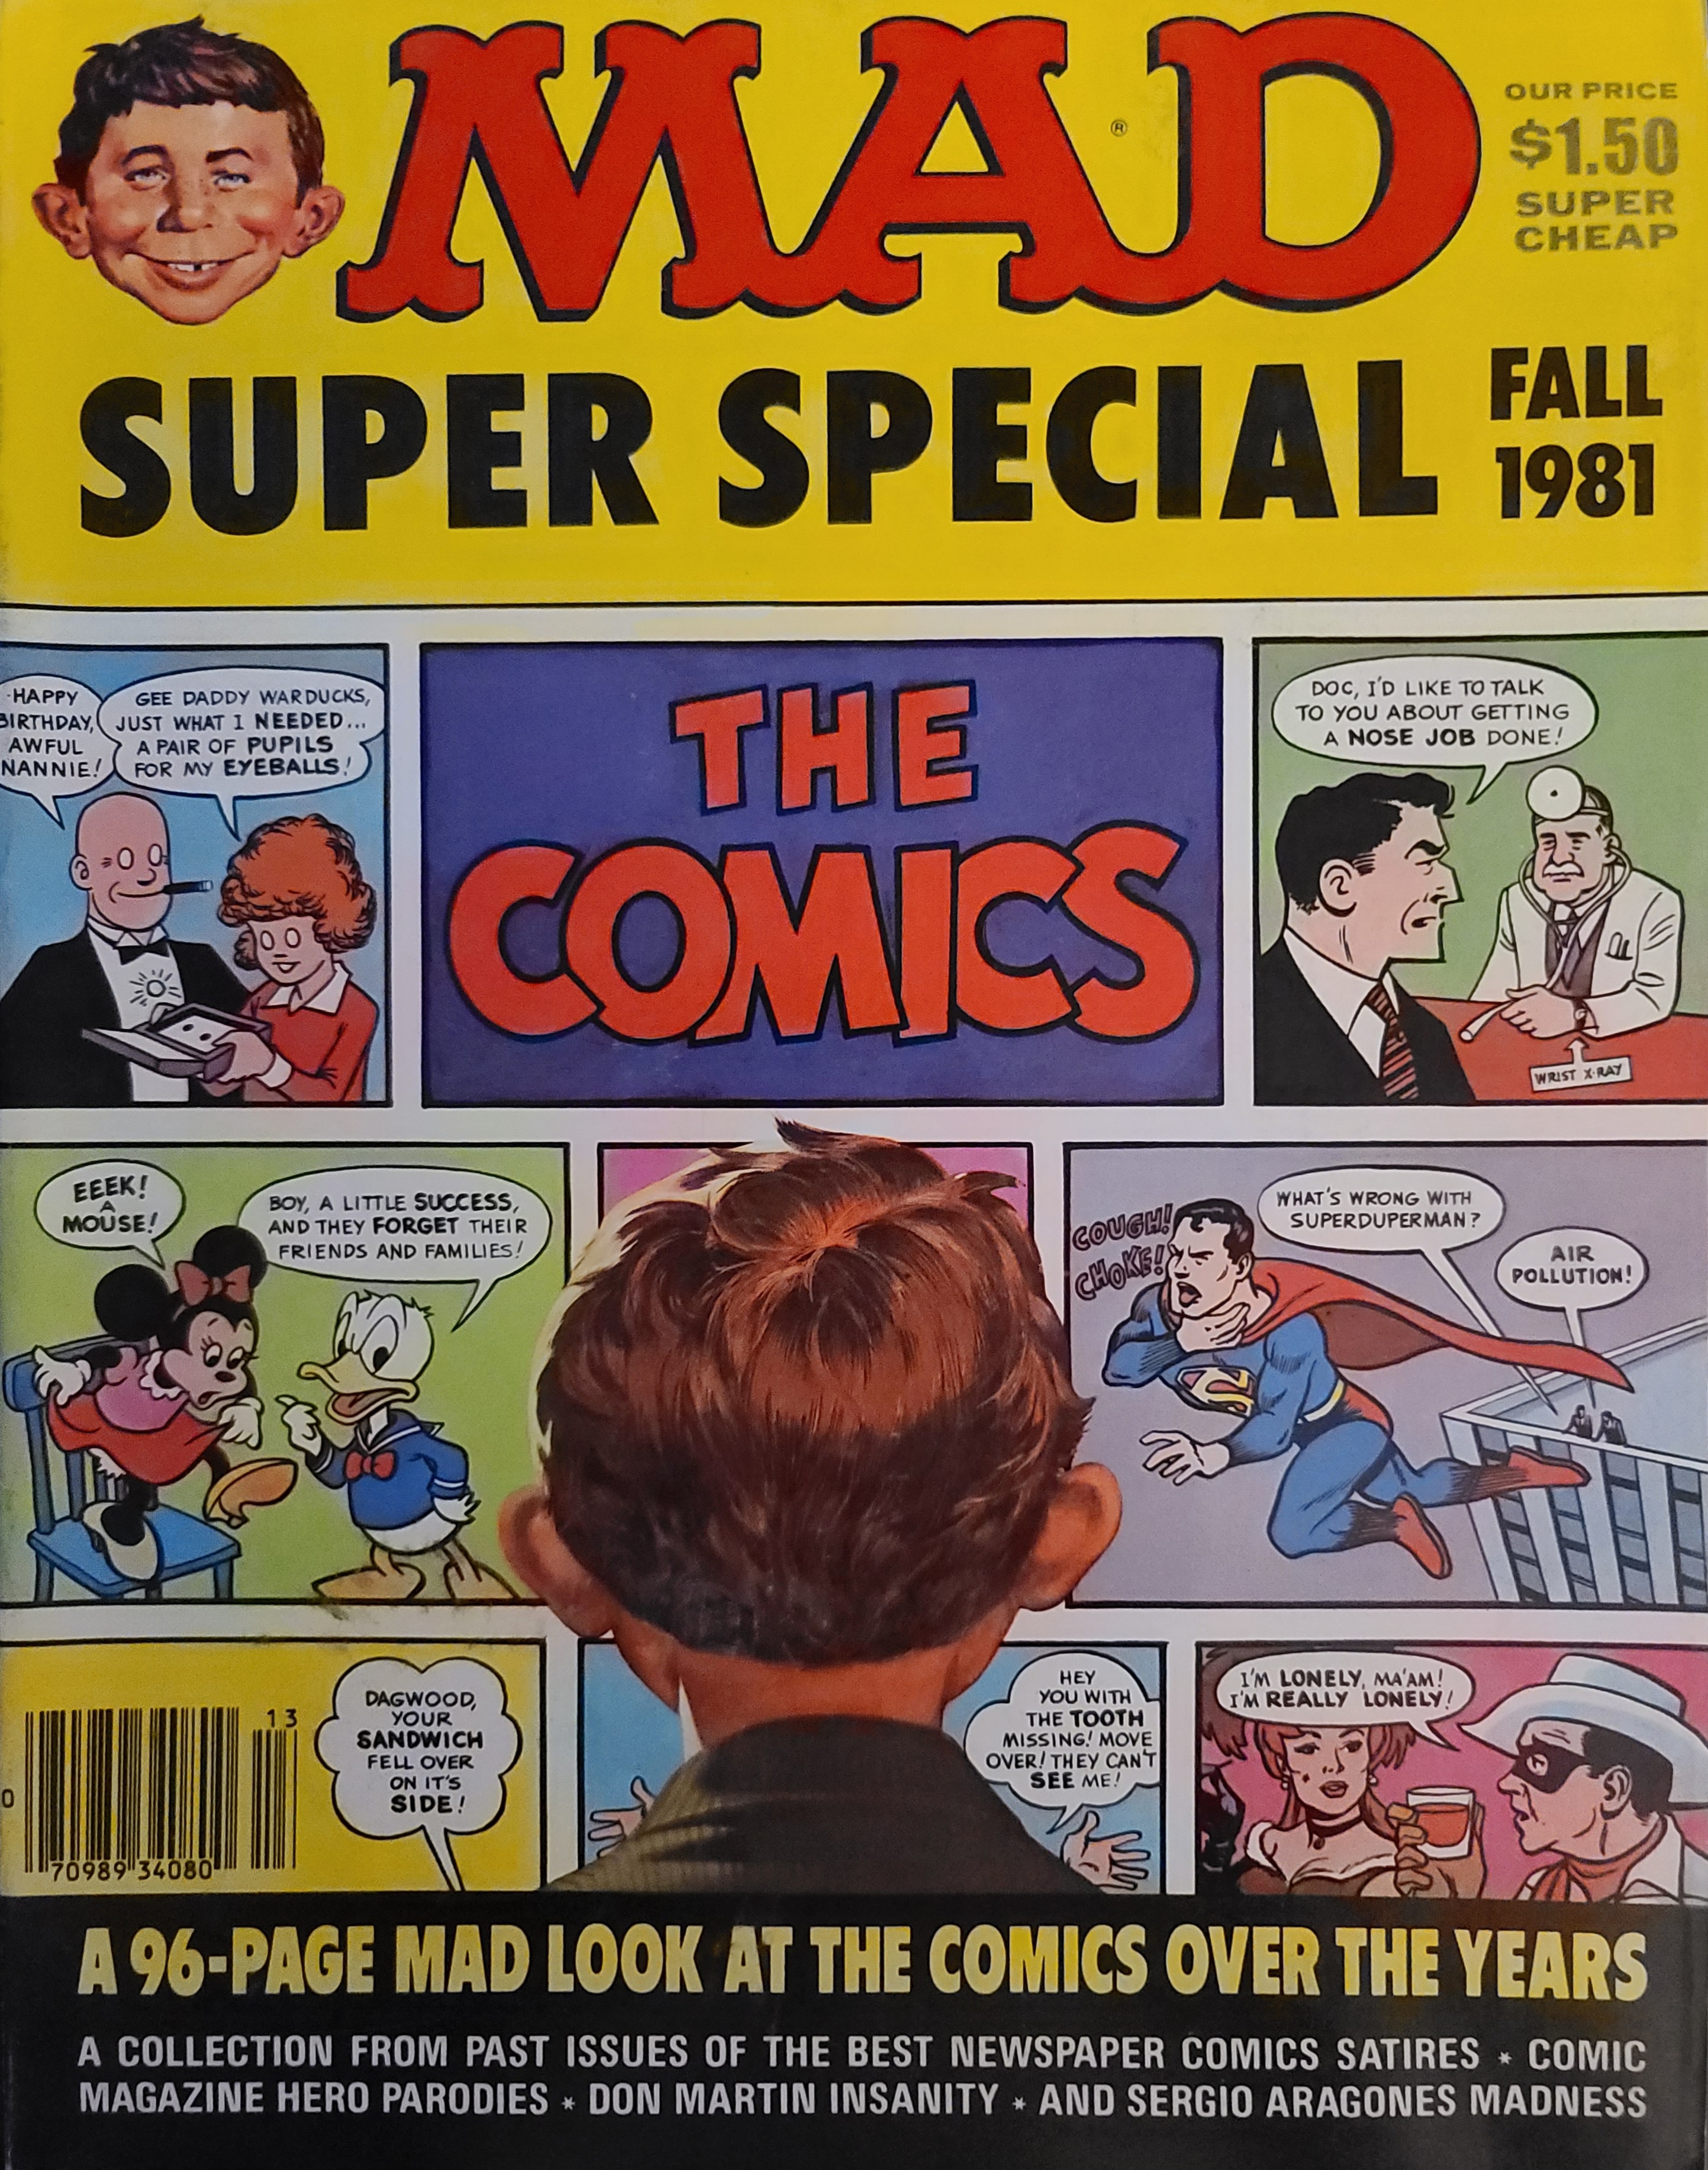 MAD
®
OUR PRICE
$1.50
SUPER
CHEAP
SUPER SPECIAL
FALL
1981
HAPPY
BIRTHDAY,
AWFUL
NANNIE!
GEE DADDY WARDUCKS,
JUST WHAT I NEEDED...
A PAIR OF PUPILS
FOR MY EYEBALLS!
THE
COMICS
DOC, I'D LIKE TO TALK
TO YOU ABOUT GETTING
A NOSE JOB DONE!
WRIST X-RAY
EEEK!
A
MOUSE!
BOY, A LITTLE SUCCESS,
AND THEY FORGET THEIR
FRIENDS AND FAMILIES!
COUGH!
CHOKE!
WHAT'S WRONG WITH
SUPERDUPERMAN?
AIR
POLLUTION!
S
13
0
70989 34080
DAGWOOD,
YOUR
SANDWICH
FELL OVER
ON IT'S
SIDE!
HEY
YOU WITH
THE TOOTH
MISSING! MOVE
OVER! THEY CAN'T
SEE ME!
I'M LONELY, MA'AM!
I'M REALLY LONELY!
A 96-PAGE MAD LOOK AT THE COMICS OVER THE YEARS
A COLLECTION FROM PAST ISSUES OF THE BEST NEWSPAPER COMICS SATIRES * COMIC
MAGAZINE HERO PARODIES * DON MARTIN INSANITY * AND SERGIO ARAGONES MADNESS